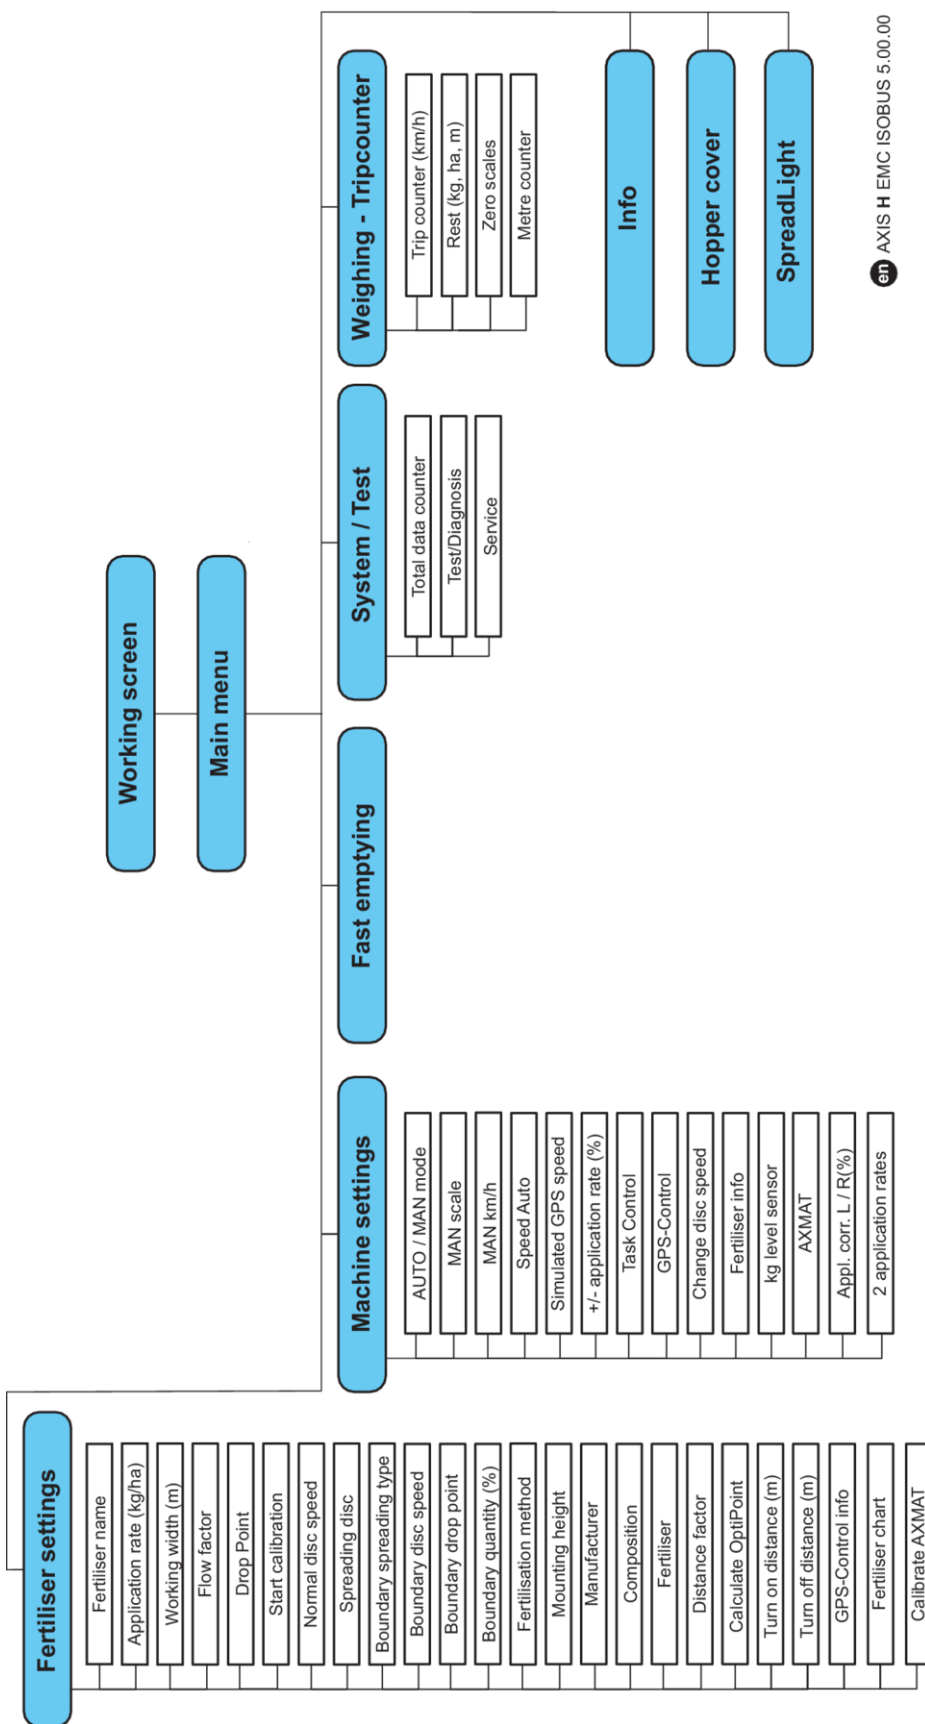 Working screen
Main menu
Fertiliser settings
Fertiliser name
Application rate (kg/ha)
Working width (m)
Flow factor
Drop Point
Start calibration
Normal disc speed
Spreading disc
Boundary spreading type
Boundary disc speed
Boundary drop point
Boundary quantity (%)
Fertilisation method
Mounting height
Manufacturer
Composition
Fertiliser
Distance factor
Calculate OptiPoint
Turn on distance (m)
Turn off distance (m)
GPS-Control info
Fertiliser chart
Calibrate AXMAT
Machine settings
AUTO / MAN mode
MAN scale
MAN km/h
Speed Auto
Simulated GPS speed
+/- application rate (%)
Task Control
GPS-Control
Change disc speed
Fertiliser info
kg level sensor
AXMAT
Appl. corr. L / R(%)
2 application rates
Fast emptying
System / Test
Total data counter
Test/Diagnosis
Service
Weighing - Tripcounter
Trip counter (km/h)
Rest (kg, ha, m)
Zero scales
Metre counter
Info
Hopper cover
SpreadLight
en AXIS H EMC ISOBUS 5.00.00